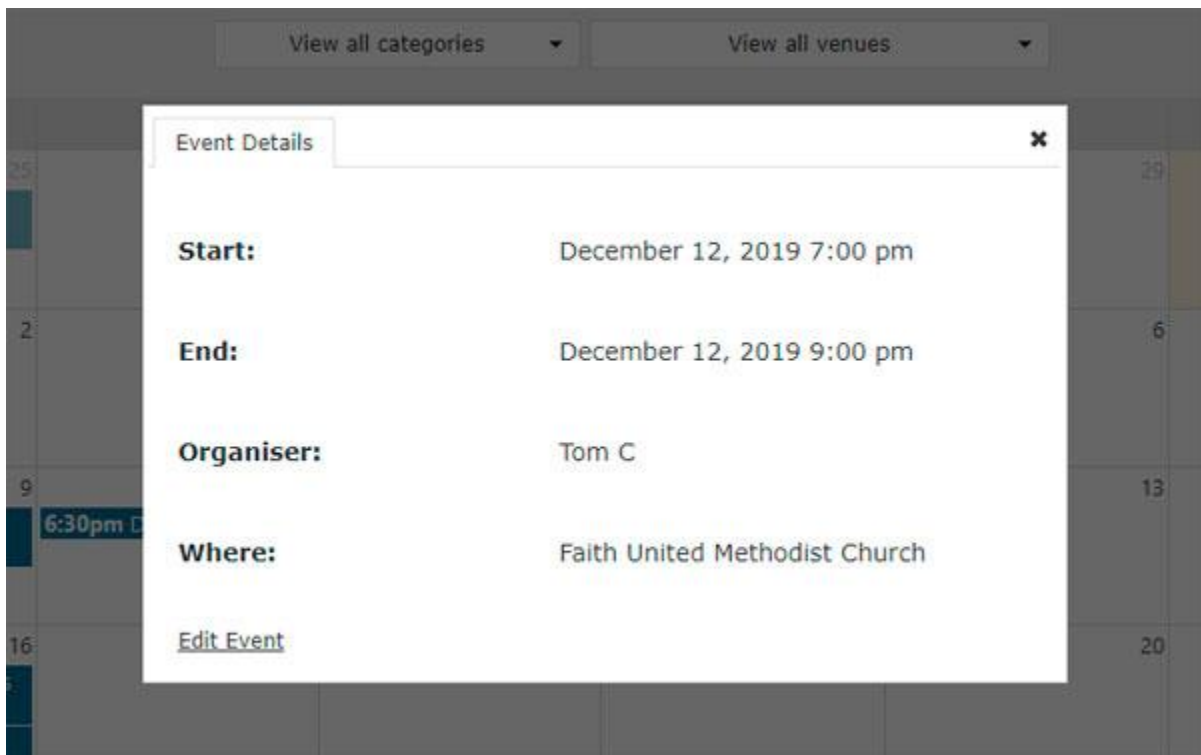 View all categories View all venues
Event Details
25 29
Start: December 12, 2019 7:00 pm
2 6
End: December 12, 2019 9:00 pm
Organiser: Tom C
9 13
6:30pm
Where: Faith United Methodist Church
Edit Event
16 20